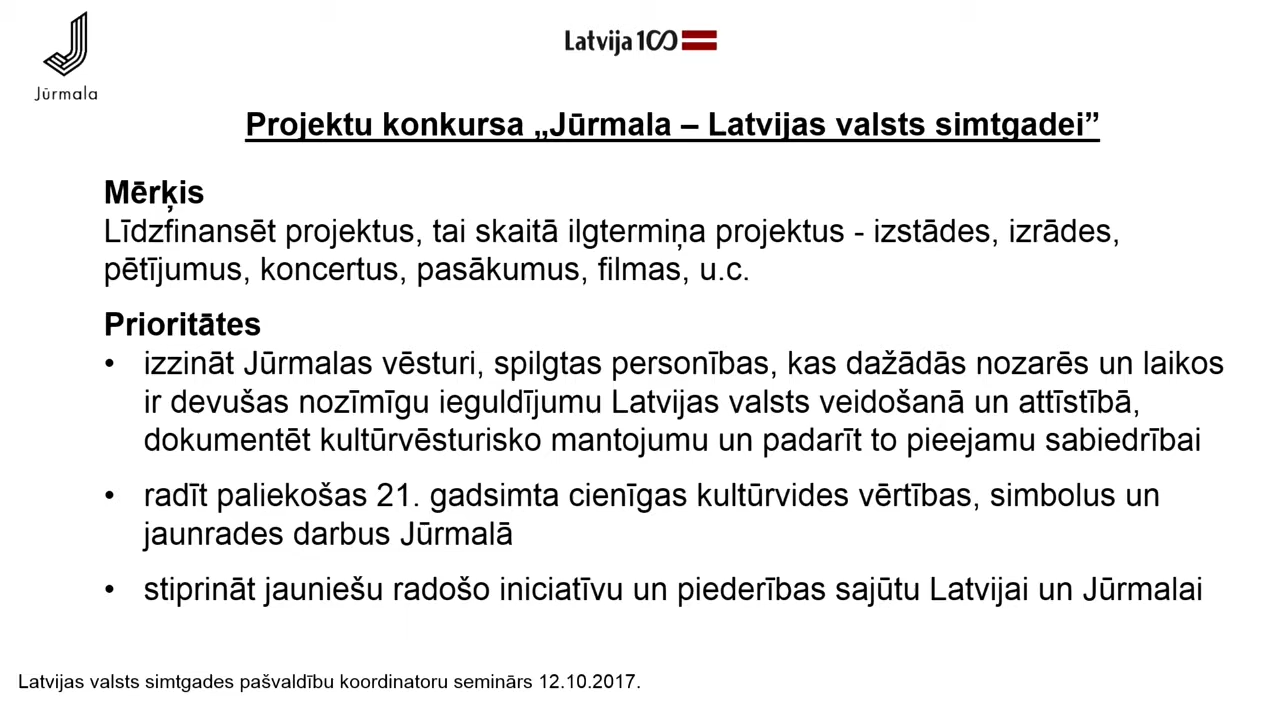 Jūrmala
Latvija 100
Projektu konkursa „Jūrmala – Latvijas valsts simtgadei”
Mērķis
Līdzfinansēt projektus, tai skaitā ilgtermiņa projektus - izstādes, izrādes,
pētījumus, koncertus, pasākumus, filmas, u.c.
Prioritātes
• izzināt Jūrmalas vēsturi, spilgtas personības, kas dažādās nozarēs un laikos
ir devušas nozīmīgu ieguldījumu Latvijas valsts veidošanā un attīstībā,
dokumentēt kultūrvēsturisko mantojumu un padarīt to pieejamu sabiedrībai
• radīt paliekošas 21. gadsimta cienīgas kultūrvides vērtības, simbolus un
jaunrades darbus Jūrmalā
• stiprināt jauniešu radošo iniciatīvu un piederības sajūtu Latvijai un Jūrmalai
Latvijas valsts simtgades pašvaldību koordinatoru seminārs 12.10.2017.